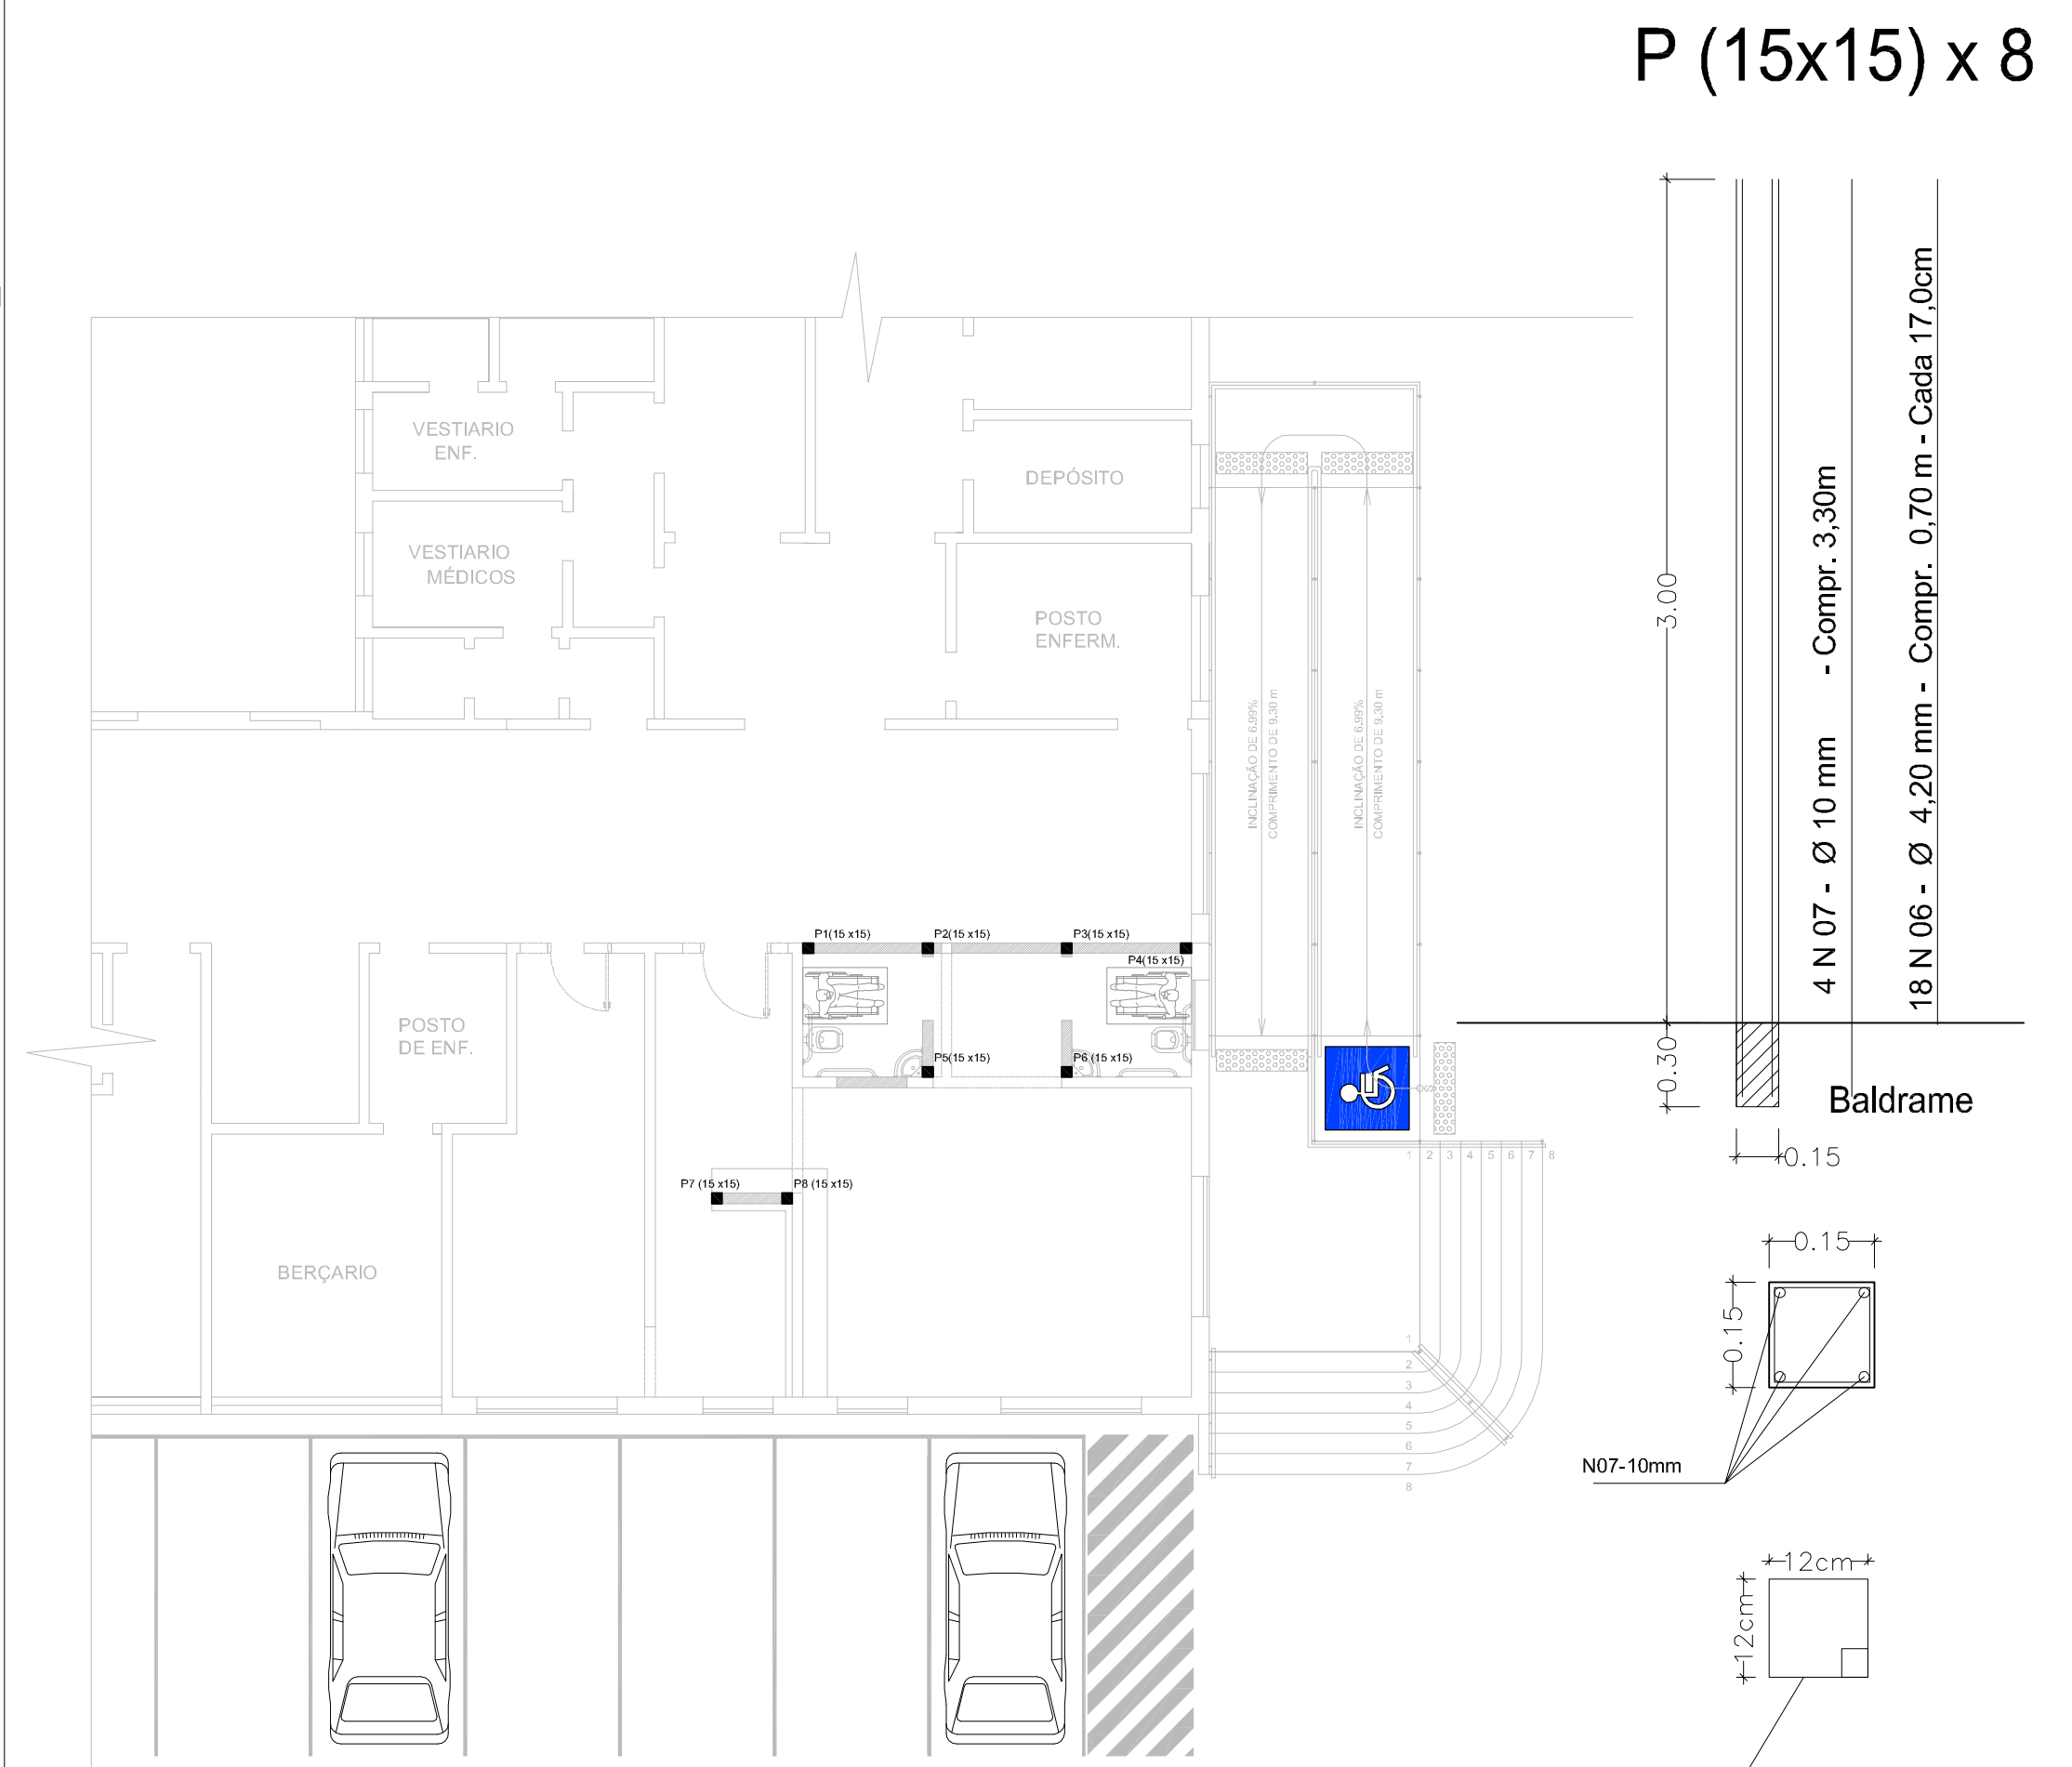 P (15x15) x 8
VESTIARIO
ENF.
VESTIARIO
MÉDICOS
DEPÓSITO
POSTO
ENFERM.
INCLINAÇÃO DE 6.99%
COMPRIMENTO DE 9.30 m
INCLINAÇÃO DE 6.99%
COMPRIMENTO DE 9.30 m
3.00
4 N 07 - Ø 10 mm - Compr. 3,30m
18 N 06 - Ø 4,20 mm - Compr. 0,70 m - Cada 17,0cm
P1(15 x15)
P2(15 x15)
P3(15 x15)
P4(15 x15)
POSTO
DE ENF.
P5(15 x15)
P6 (15 x15)
S
0.30
Baldrame
0.15
1 2 3 4 5 6 7 8
P7 (15 x15)
P8 (15 x15)
BERÇARIO
0.15
0.15
1
2
3
4
5
6
7
8
N07-10mm
12cm
12cm